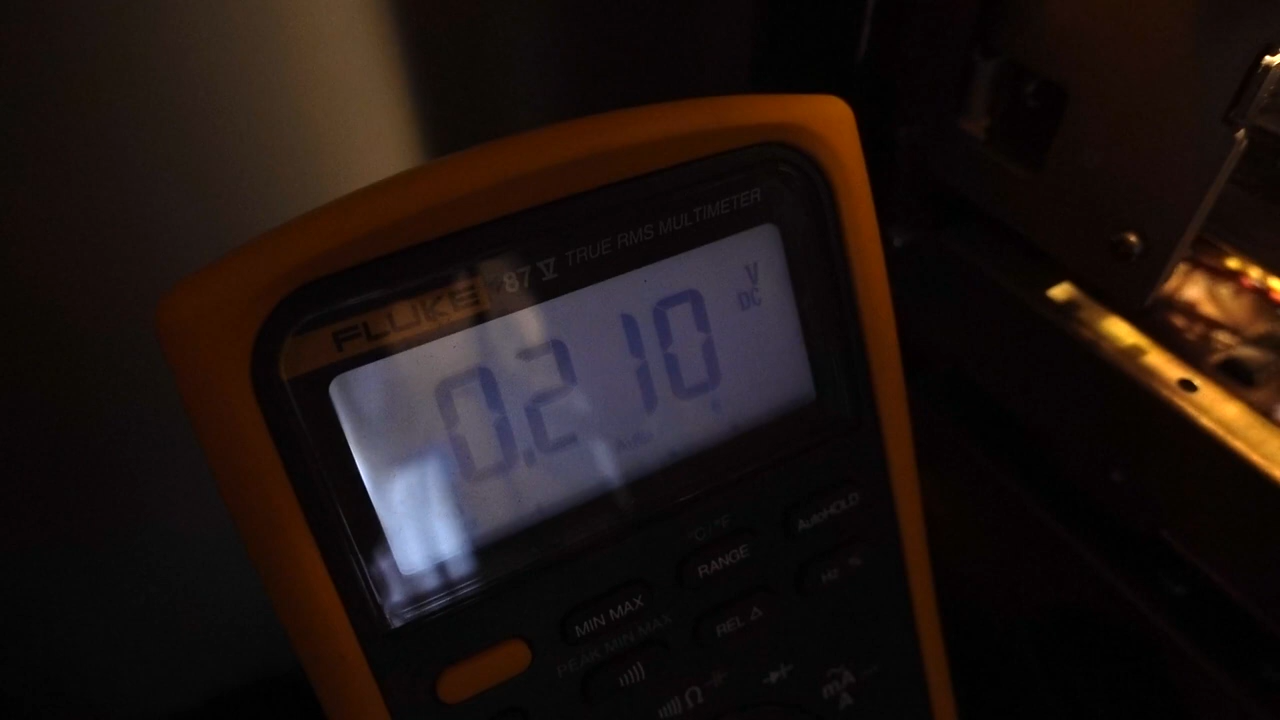 FLUKE 87 V TRUE RMS MULTIMETER
0.210 V DC
RANGE
AutoHOLD
MIN MAX
PEAK MIN MAX
REL Δ
Hz %
Ω
mA
A